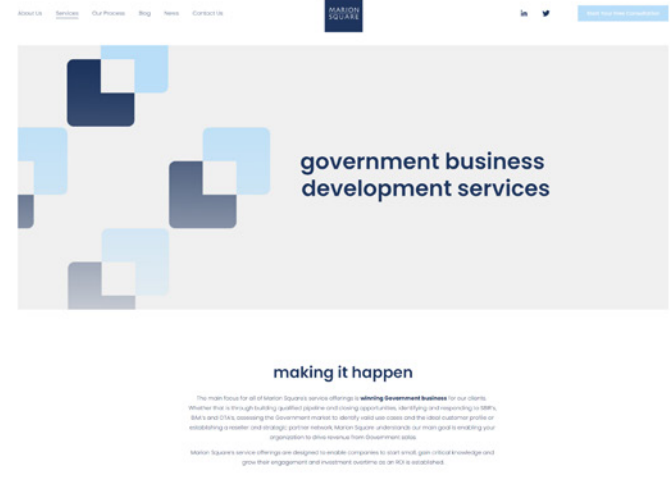 About Us Services Our Process Blog News Contact Us
MARION
SQUARE
Book Your Free Consultation
government business
development services
making it happen
The main focus for all of Marion Square's service offerings is winning Government business for our clients.
Whether that is through building qualified pipeline and closing opportunities, identifying and responding to SBIR's,
BAA's and OTA's, assessing the Government market to identify valid use cases and the ideal customer profile or
establishing a reseller and strategic partner network, Marion Square understands our main goal is enabling your
organization to drive revenue from Government sales.
Marion Square's service offerings are designed to enable companies to start small, gain critical knowledge and
grow their engagement and investment overtime as an ROI is established.